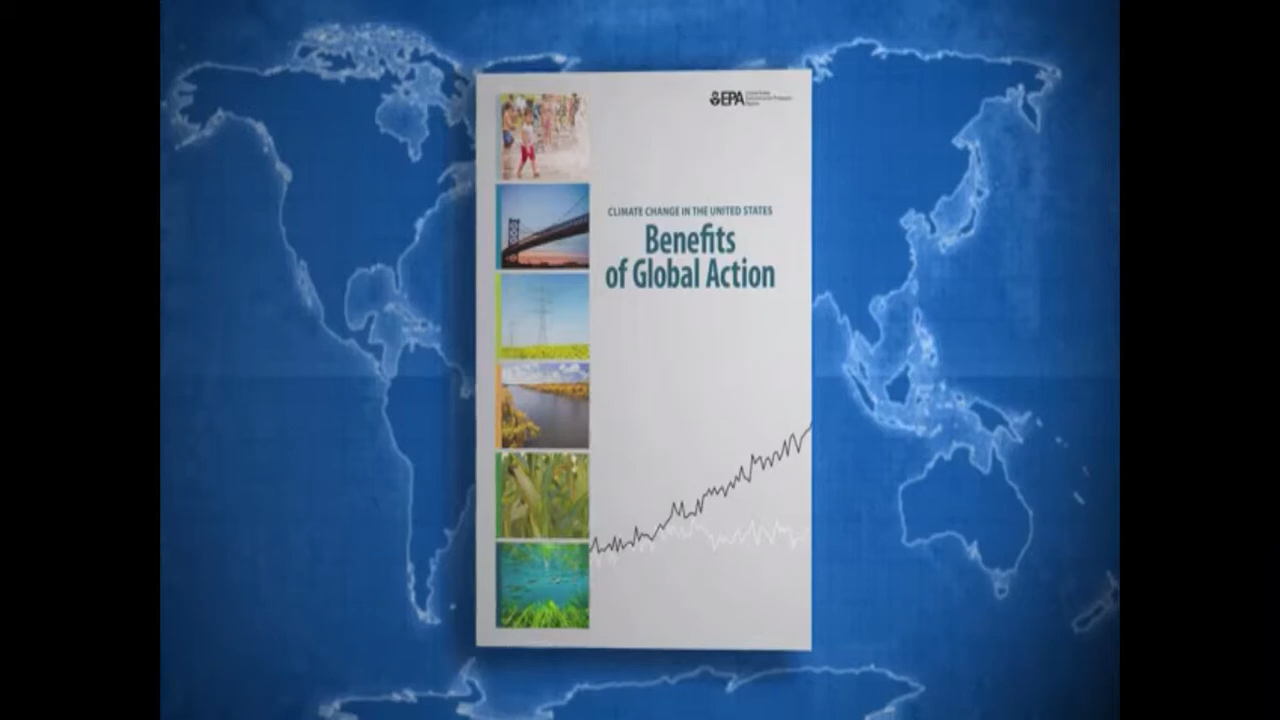 EPA
CLIMATE CHANGE IN THE UNITED STATES
Benefits
of Global Action